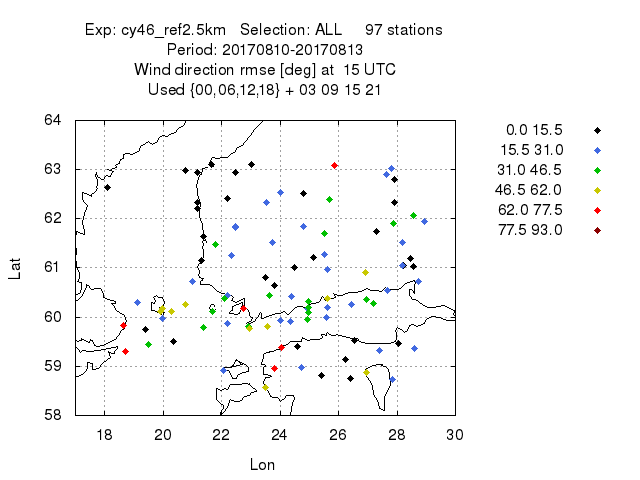 Exp: cy46_ref2.5km Selection: ALL 97 stations
Period: 20170810-20170813
Wind direction rmse [deg] at 15 UTC
Used {00,06,12,18} + 03 09 15 21
64
63
62
61
60
59
58
Lat
18 20 22 24 26 28 30
Lon
0.0 15.5
15.5 31.0
31.0 46.5
46.5 62.0
62.0 77.5
77.5 93.0